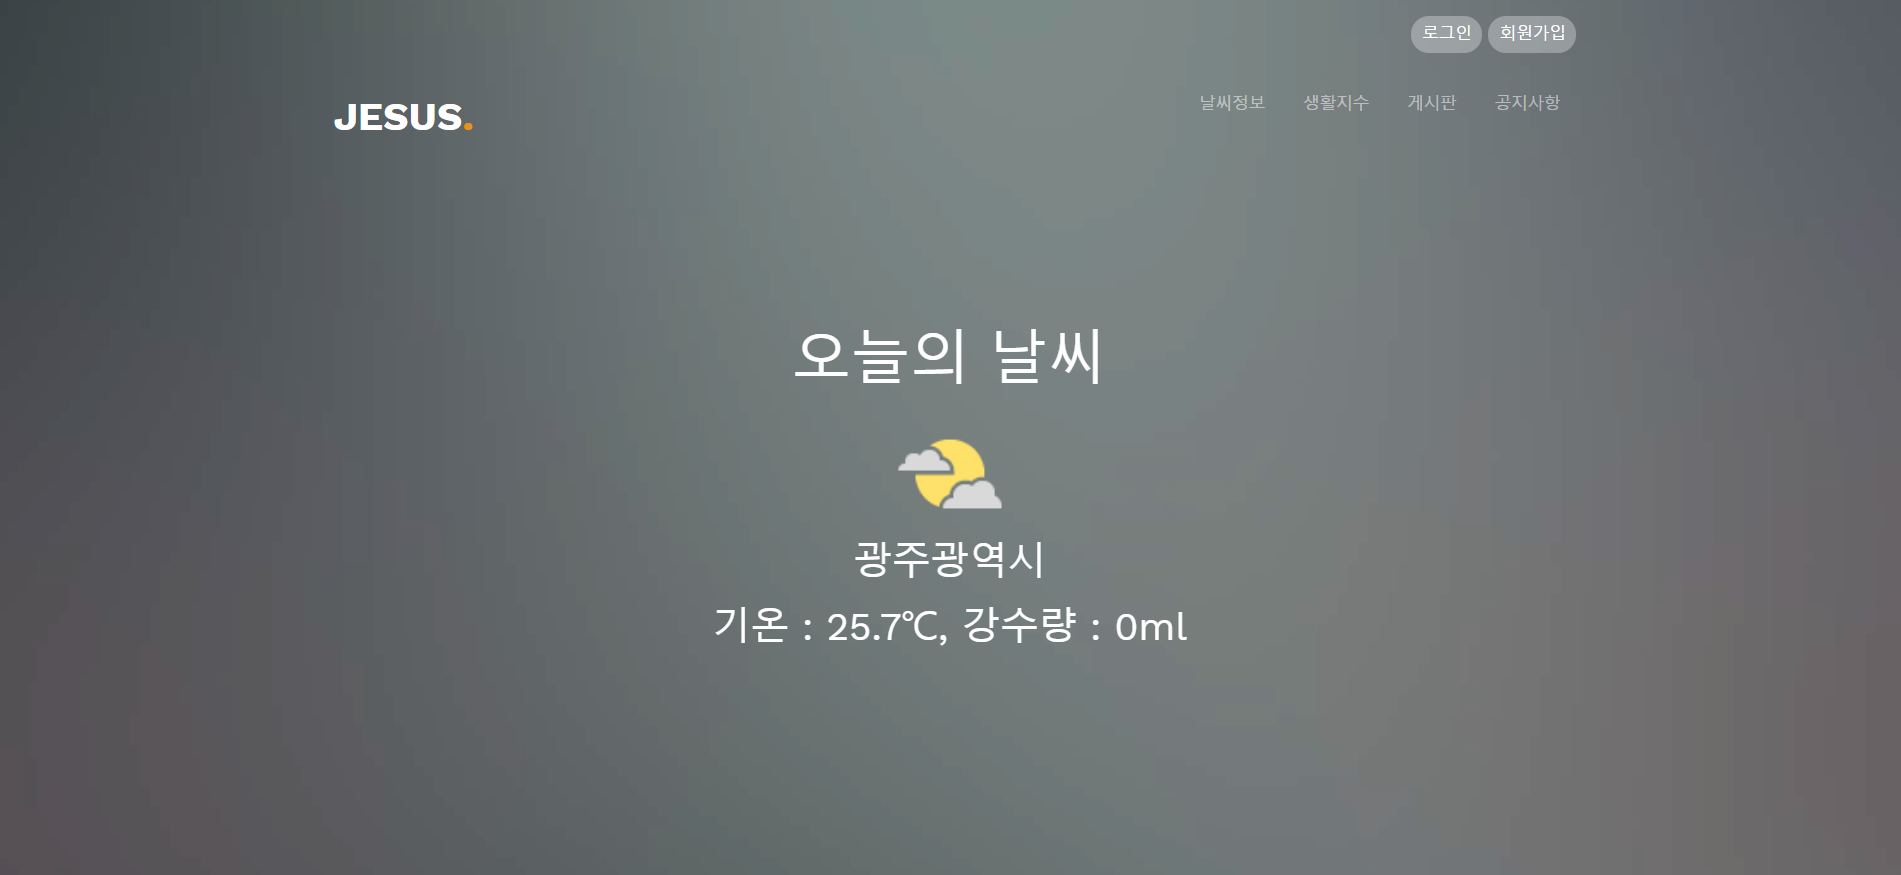 로그인 회원가입
JESUS.
날씨정보 생활지수 게시판 공지사항
오늘의 날씨
광주광역시
기온 : 25.7℃, 강수량 : 0ml